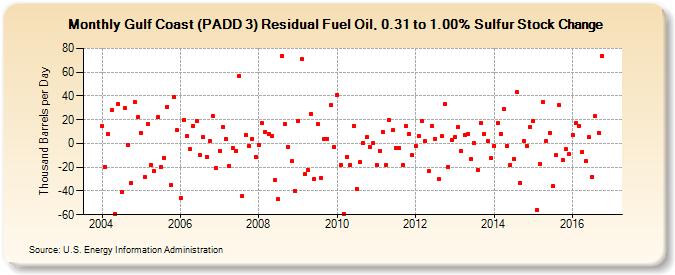 Monthly Gulf Coast (PADD 3) Residual Fuel Oil, 0.31 to 1.00% Sulfur Stock Change
Thousand Barrels per Day
80
60
40
20
0
-20
-40
-60
2004 2006 2008 2010 2012 2014 2016
Source: U.S. Energy Information Administration